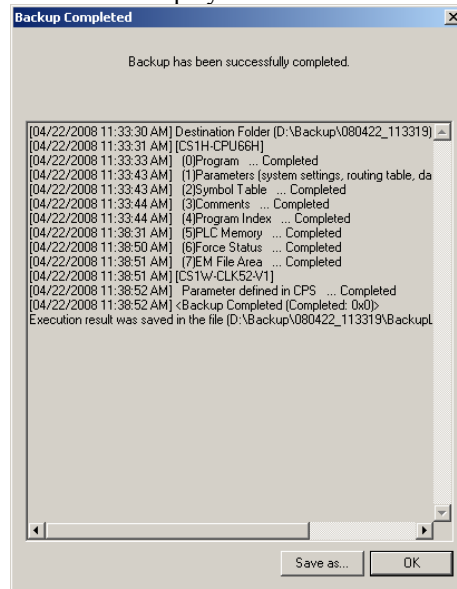 Backup Completed
Backup has been successfully completed.
[04/22/2008 11:33:30 AM] Destination Folder (D:\Backup\080422_113319)
[04/22/2008 11:33:31 AM] [CS1H-CPU66H]
[04/22/2008 11:33:33 AM] (0)Program ... Completed
[04/22/2008 11:33:43 AM] (1)Parameters (system settings, routing table, da
[04/22/2008 11:33:43 AM] (2)Symbol Table ... Completed
[04/22/2008 11:33:44 AM] (3)Comments ... Completed
[04/22/2008 11:33:44 AM] (4)Program Index ... Completed
[04/22/2008 11:38:31 AM] (5)PLC Memory ... Completed
[04/22/2008 11:38:50 AM] (6)Force Status ... Completed
[04/22/2008 11:38:51 AM] (7)EM File Area ... Completed
[04/22/2008 11:38:51 AM] [CS1W-CLK52-V1]
[04/22/2008 11:38:52 AM] Parameter defined in CPS ... Completed
[04/22/2008 11:38:52 AM] <Backup Completed (Completed: 0x0)>
Execution result was saved in the file (D:\Backup\080422_113319\BackupL
Save as... OK